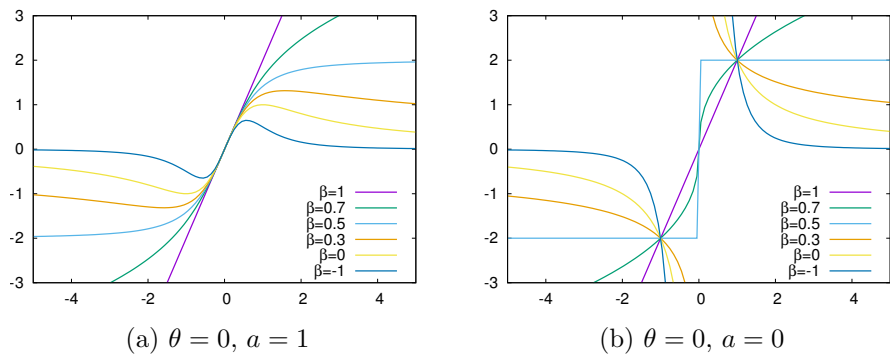 3
2
1
0
-1
-2
-3
-4 -2 0 2 4
β=1
β=0.7
β=0.5
β=0.3
β=0
β=-1
(a) θ = 0, a = 1
3
2
1
0
-1
-2
-3
-4 -2 0 2 4
β=1
β=0.7
β=0.5
β=0.3
β=0
β=-1
(b) θ = 0, a = 0